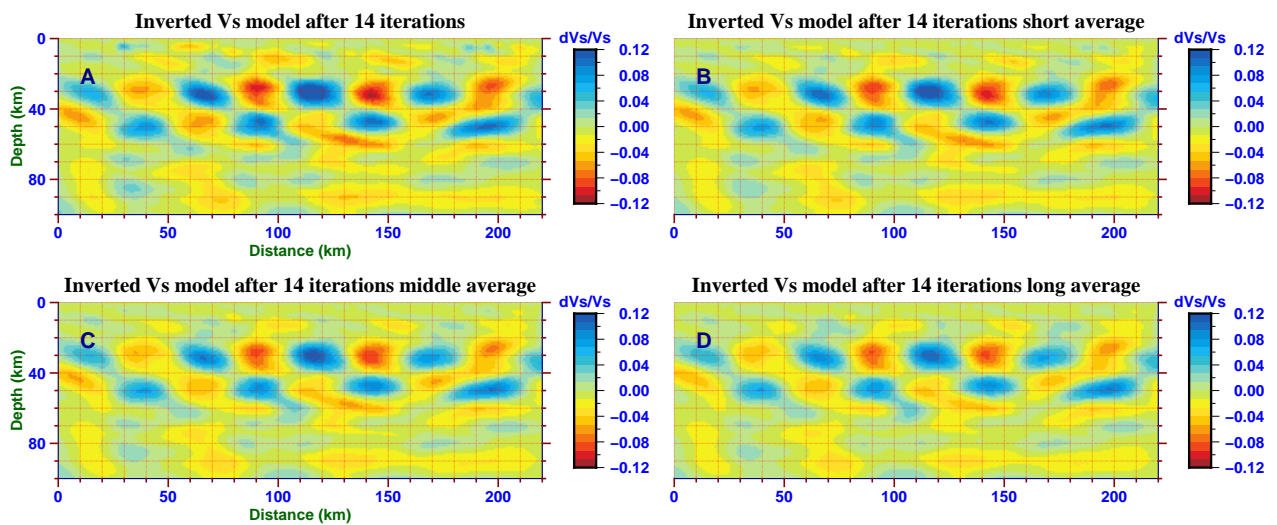 Inverted Vs model after 14 iterations
dVs/Vs
A
Depth (km)
0
40
80
0 50 100 150 200
Distance (km)
0.12
0.08
0.04
0.00
−0.04
−0.08
−0.12
Inverted Vs model after 14 iterations short average
dVs/Vs
B
0 50 100 150 200
0.12
0.08
0.04
0.00
−0.04
−0.08
−0.12
Inverted Vs model after 14 iterations middle average
dVs/Vs
C
Depth (km)
0
40
80
0 50 100 150 200
Distance (km)
0.12
0.08
0.04
0.00
−0.04
−0.08
−0.12
Inverted Vs model after 14 iterations long average
dVs/Vs
D
0 50 100 150 200
0.12
0.08
0.04
0.00
−0.04
−0.08
−0.12